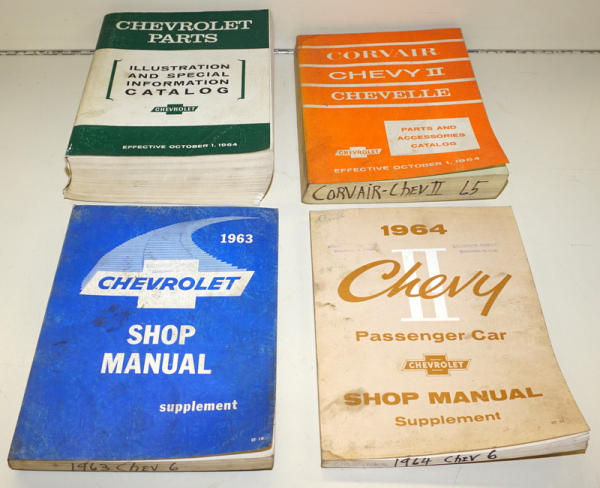 CHEVROLET
PARTS
ILLUSTRATION
AND SPECIAL
INFORMATION
CATALOG
CHEVROLET
EFFECTIVE OCTOBER 1, 1964
CORVAIR
CHEVY II
CHEVELLE
PARTS AND
ACCESSORIES
CATALOG
CHEVROLET
EFFECTIVE OCTOBER 1, 1964
CORVAIR-CHEV II 65
1963
CHEVROLET
SHOP
MANUAL
supplement
1963 CHEV 6
1964
II
Chevy
Passenger Car
CHEVROLET
SHOP MANUAL
Supplement
1964 CHEV 6